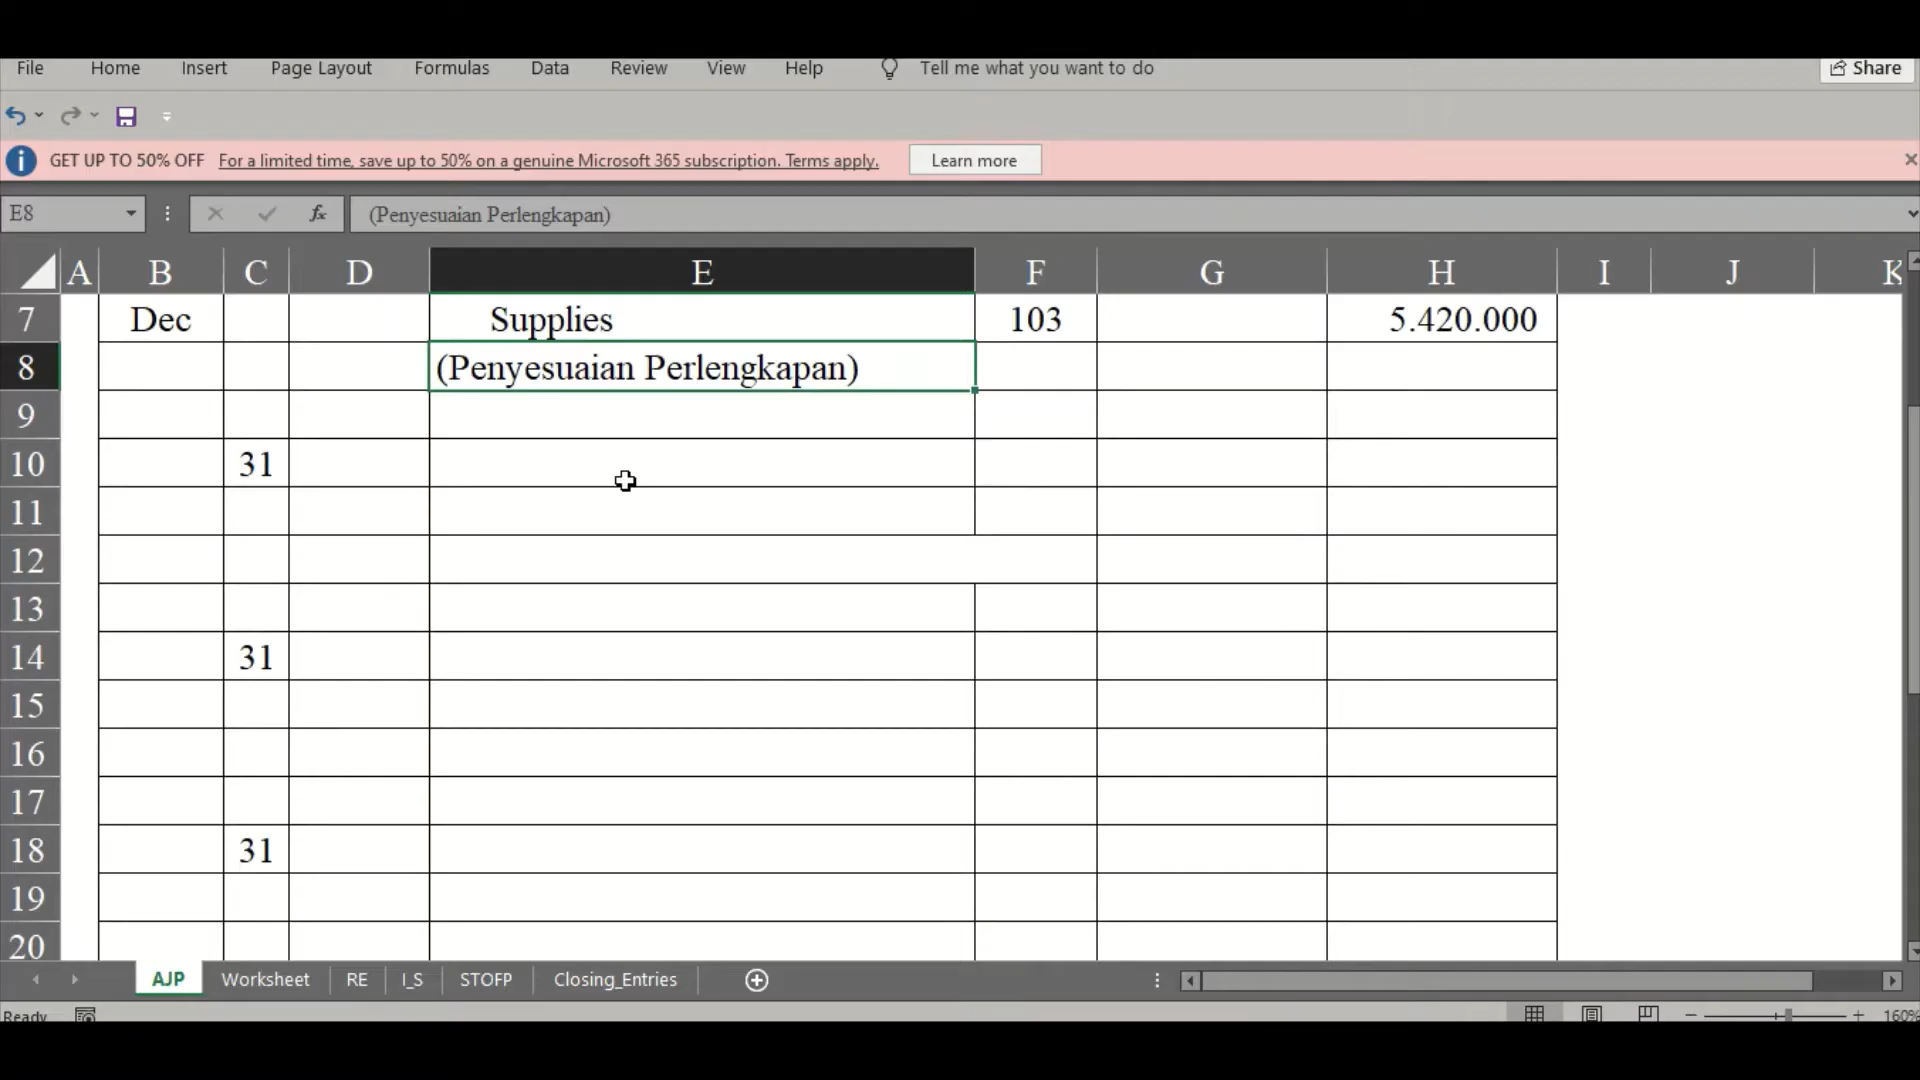 File Home Insert Page Layout Formulas Data Review View Help Tell me what you want to do Share
GET UP TO 50% OFF For a limited time, save up to 50% on a genuine Microsoft 365 subscription. Terms apply. Learn more
E8 fx (Penyesuaian Perlengkapan)
A B C D E F G H I J K
7 Dec Supplies 103 5.420.000
8 (Penyesuaian Perlengkapan)
9
10 31
11
12
13
14 31
15
16
17
18 31
19
20
AJP Worksheet RE I_S STOFP Closing_Entries
Ready 160%